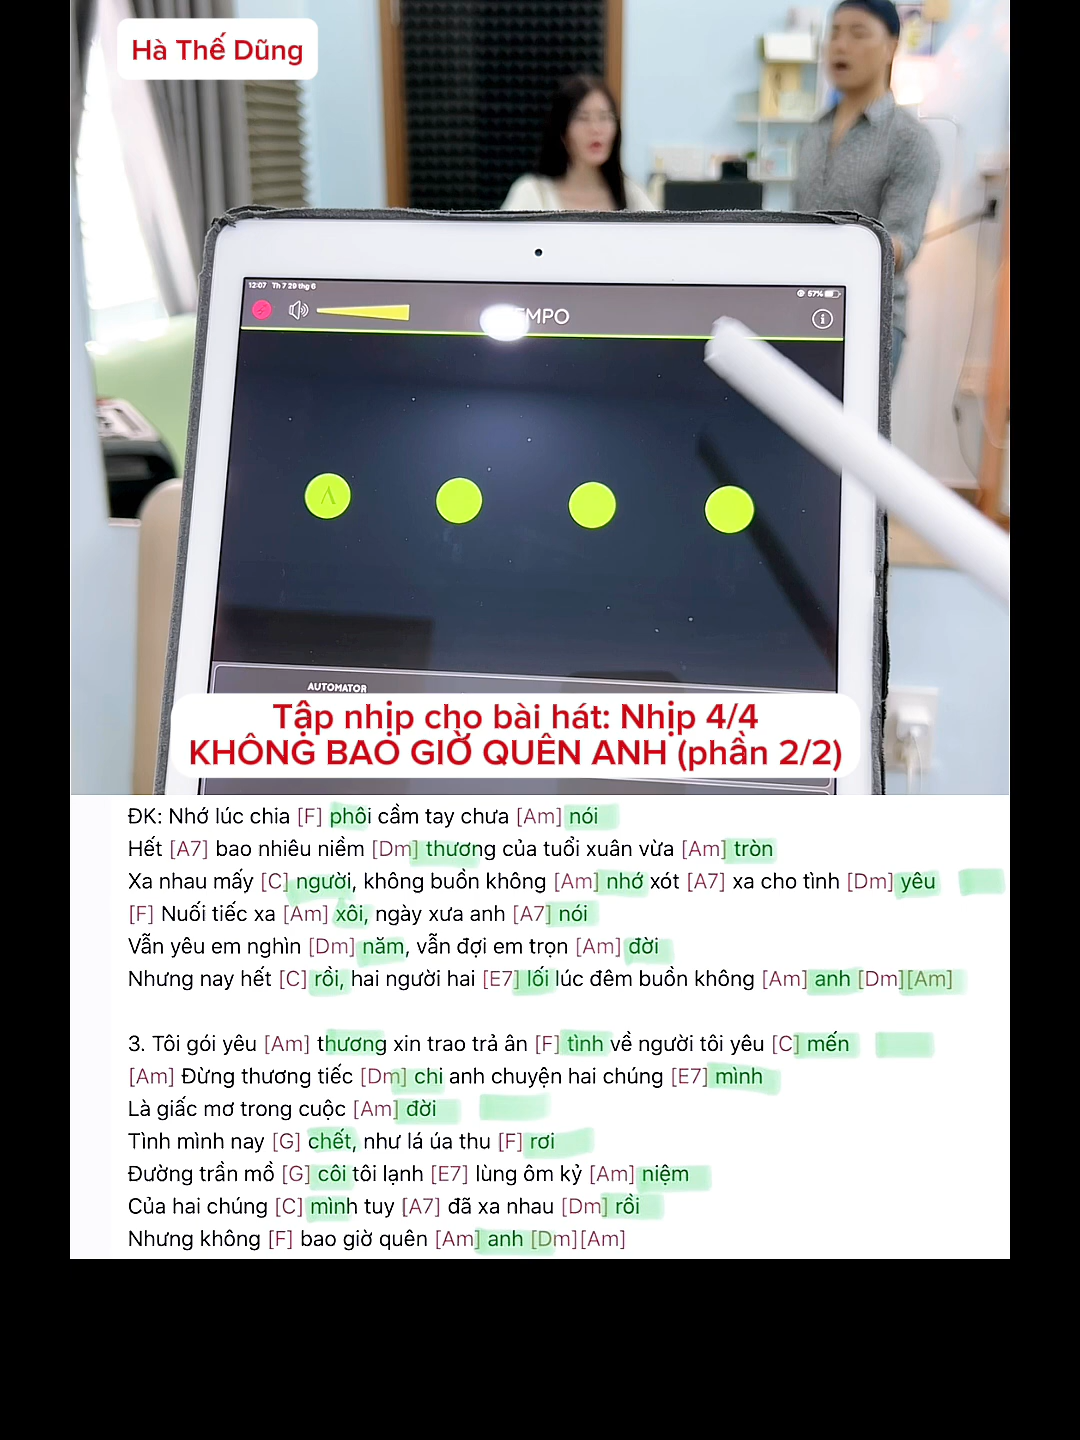 Hà Thế Dũng
12:07 Th 7 29 thg 6
57%
EMPO
AUTOMATOR
Tập nhịp cho bài hát: Nhịp 4/4
KHÔNG BAO GIỜ QUÊN ANH (phần 2/2)
ĐK: Nhớ lúc chia [F] phôi cầm tay chưa [Am] nói
Hết [A7] bao nhiêu niềm [Dm] thương của tuổi xuân vừa [Am] tròn
Xa nhau mấy [C] người, không buồn không [Am] nhớ xót [A7] xa cho tình [Dm] yêu
[F] Nuối tiếc xa [Am] xôi, ngày xưa anh [A7] nói
Vẫn yêu em nghìn [Dm] năm, vẫn đợi em trọn [Am] đời
Nhưng nay hết [C] rồi, hai người hai [E7] lối lúc đêm buồn không [Am] anh [Dm][Am]
3. Tôi gói yêu [Am] thương xin trao trả ân [F] tình về người tôi yêu [C] mến
[Am] Đừng thương tiếc [Dm] chi anh chuyện hai chúng [E7] mình
Là giấc mơ trong cuộc [Am] đời
Tình mình nay [G] chết, như lá úa thu [F] rơi
Đường trần mồ [G] côi tôi lạnh [E7] lùng ôm kỷ [Am] niệm
Của hai chúng [C] mình tuy [A7] đã xa nhau [Dm] rồi
Nhưng không [F] bao giờ quên [Am] anh [Dm][Am]